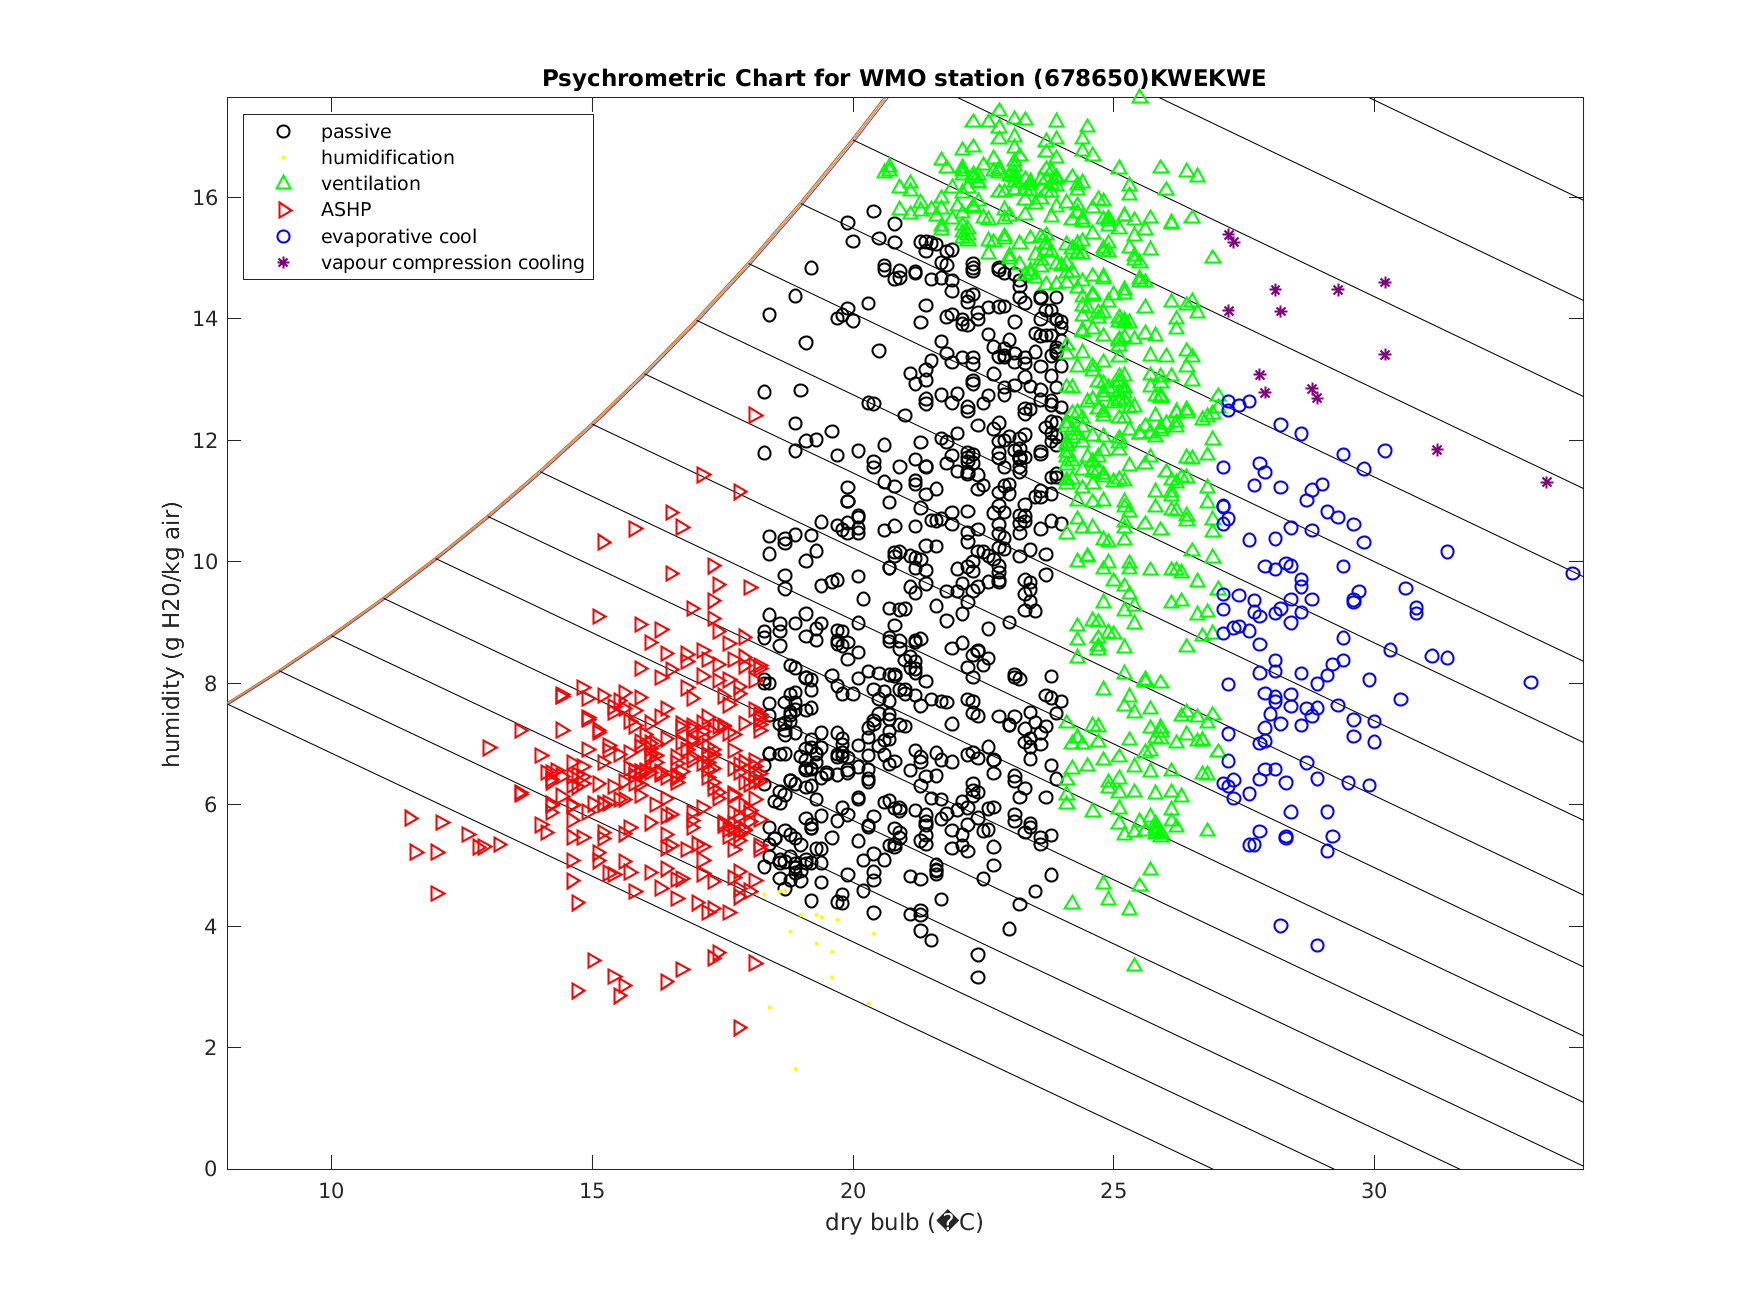 Psychrometric Chart for WMO station (678650)KWEKWE
passive
humidification
ventilation
ASHP
evaporative cool
vapour compression cooling
humidity (g H20/kg air)
16
14
12
10
8
6
4
2
0
10 15 20 25 30
dry bulb (�C)